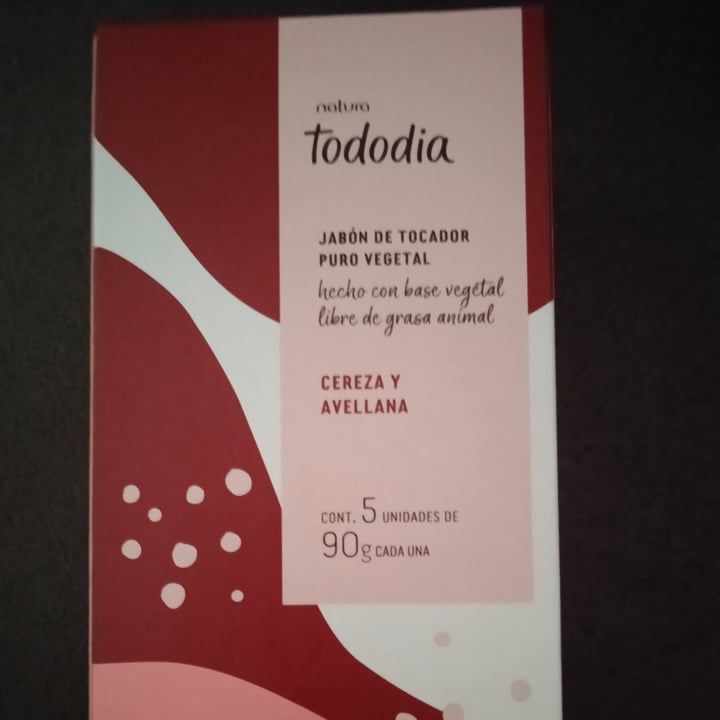 natura
tododia
JABÓN DE TOCADOR
PURO VEGETAL
hecho con base vegetal
libre de grasa animal
CEREZA Y
AVELLANA
CONT. 5 UNIDADES DE
90g CADA UNA